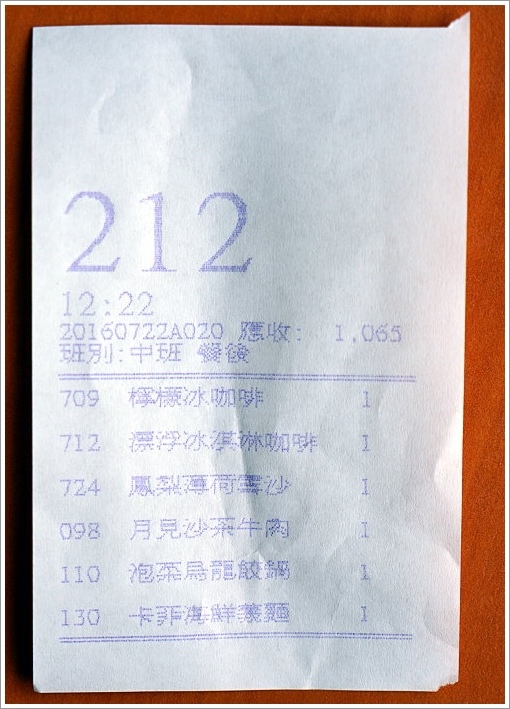 212
12:22
20160722A020 應收: 1,065
班別:中班 餐後
709 檸檬冰咖啡 1
712 漂浮冰淇淋咖啡 1
724 鳳梨薄荷雪沙 1
098 月見沙茶牛肉 1
110 泡菜烏龍餃鍋 1
130 卡菲海鮮義麵 1